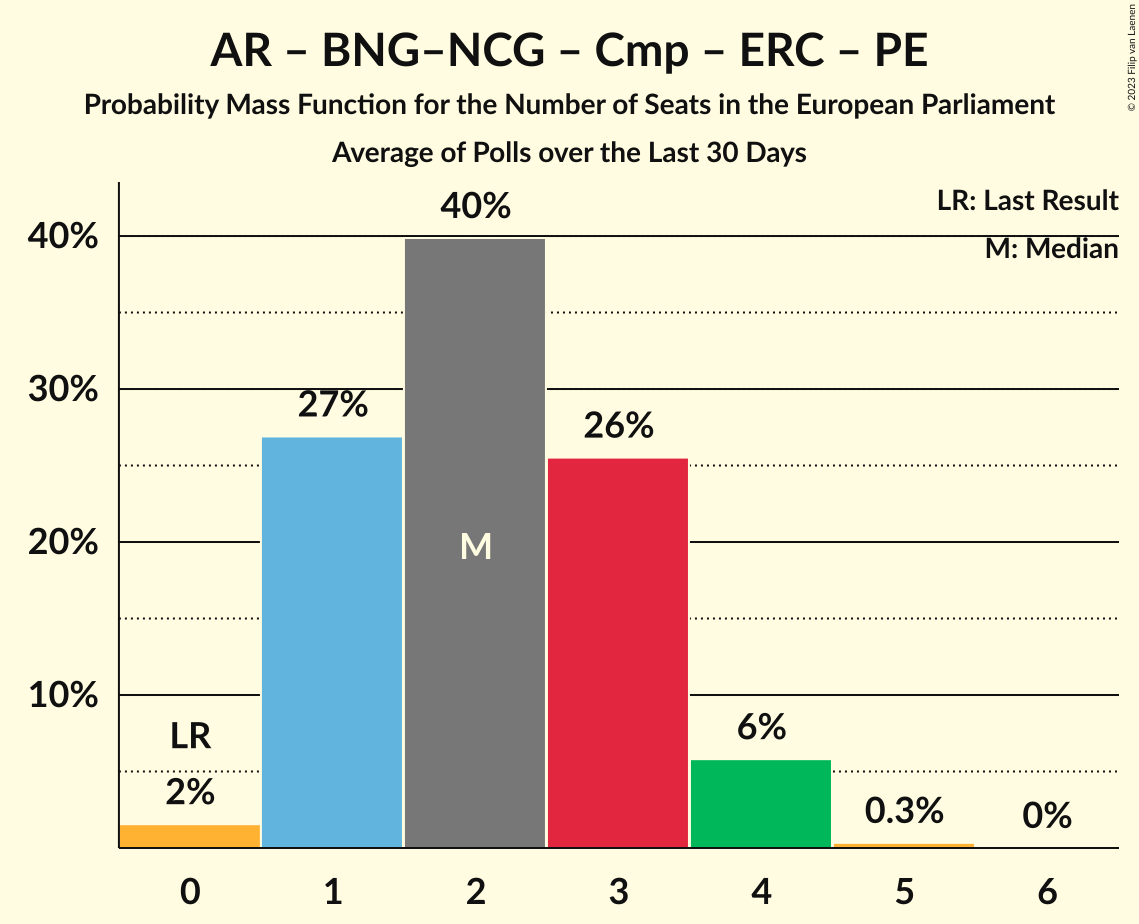 AR – BNG–NCG – Cmp – ERC – PE
Probability Mass Function for the Number of Seats in the European Parliament
Average of Polls over the Last 30 Days
© 2023 Filip van Laenen
LR: Last Result
M: Median
40%
30%
20%
10%
LR
2%
27%
40%
M
26%
6%
0.3%
0%
0 1 2 3 4 5 6